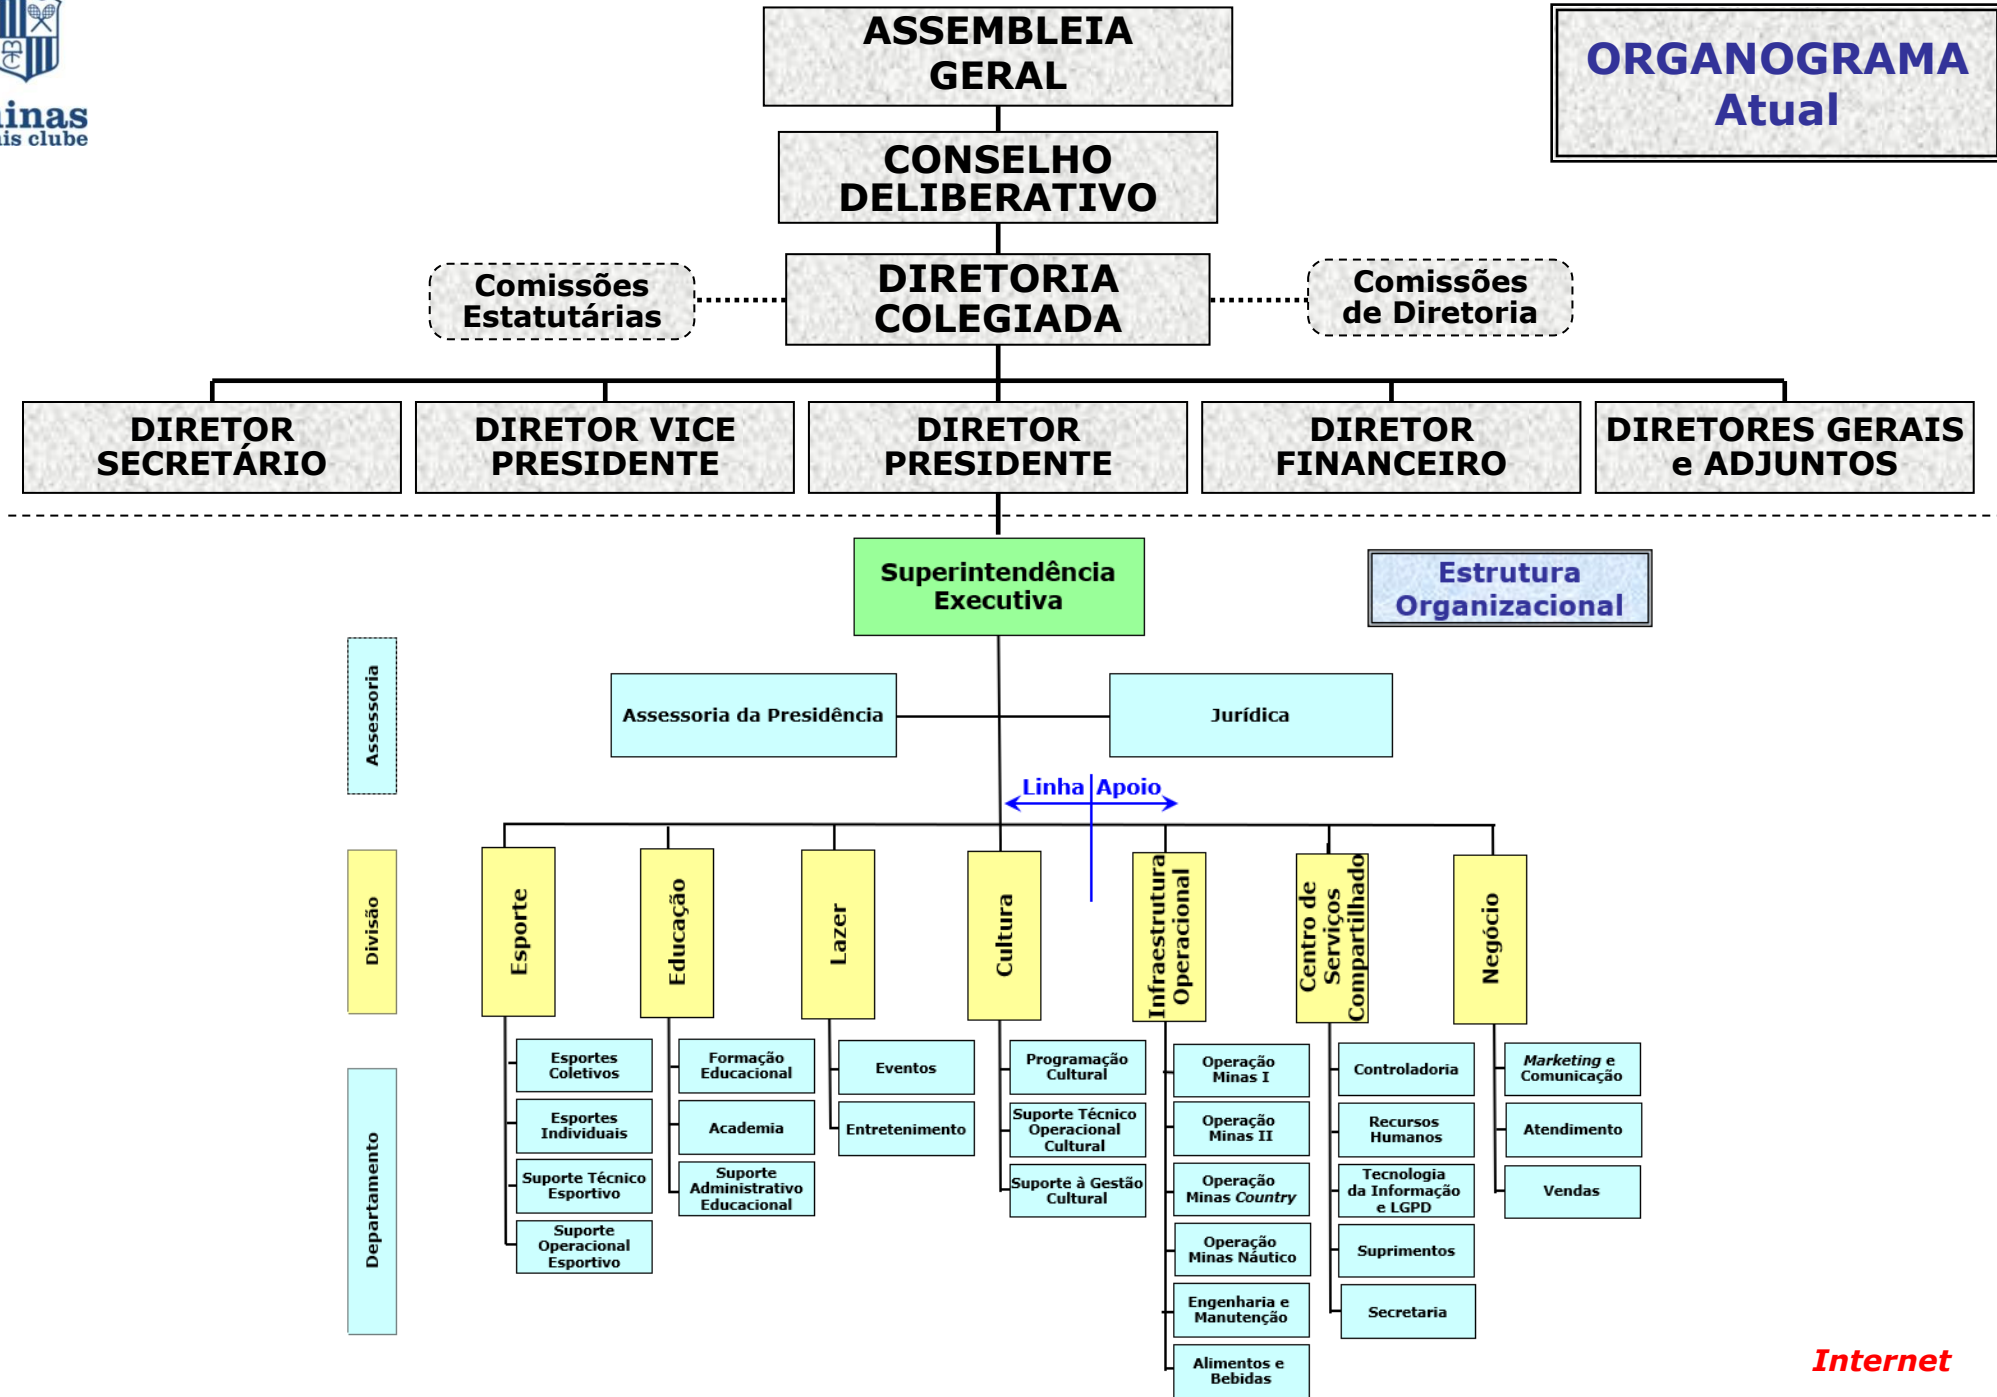 ASSEMBLEIA
GERAL
ORGANOGRAMA
Atual
clube
CONSELHO
DELIBERATIVO
Comissões
Estatutárias
DIRETORIA
COLEGIADA
Comissões
de Diretoria
DIRETOR
SECRETÁRIO
DIRETOR VICE
PRESIDENTE
DIRETOR
PRESIDENTE
DIRETOR
FINANCEIRO
DIRETORES GERAIS
e ADJUNTOS
Superintendência
Executiva
Estrutura
Organizacional
Assessoria
Assessoria da Presidência
Jurídica
Linha
Apoio
Divisão
Esporte
Educação
Lazer
Cultura
Infraestrutura
Operacional
Centro de
Serviços
Compartilhado
Negócio
Departamento
Esportes
Coletivos
Esportes
Individuais
Suporte Técnico
Esportivo
Suporte
Operacional
Esportivo
Formação
Educacional
Academia
Suporte
Administrativo
Educacional
Eventos
Entretenimento
Programação
Cultural
Suporte Técnico
Operacional
Cultural
Suporte à Gestão
Cultural
Operação
Minas I
Operação
Minas II
Operação
Minas Country
Operação
Minas Náutico
Engenharia e
Manutenção
Alimentos e
Bebidas
Controladoria
Recursos
Humanos
Tecnologia
da Informação
e LGPD
Suprimentos
Secretaria
Marketing e
Comunicação
Atendimento
Vendas
Internet